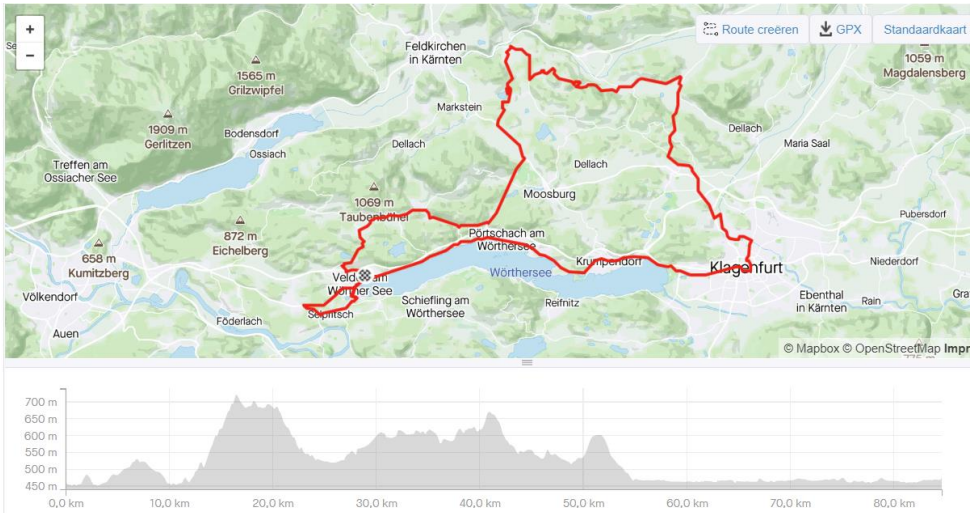 +
−
Route creëren
GPX
Standaardkaart
Feldkirchen
in Kärnten
1059 m
Magdalensberg
1565 m
Grilzwipfel
Markstein
1909 m
Gerlitzen
Bodensdorf
Ossiach
Dellach
Dellach
Maria Saal
Treffen am
Ossiacher See
Dellach
1069 m
Taubenbühel
Moosburg
872 m
Eichelberg
Pubersdorf
658 m
Kumitzberg
Pörtschach am
Wörthersee
Krumpendorf
Klagenfurt
Niederdorf
Wörthersee
Völkendorf
Schiefling am
Wörthersee
Reifnitz
Ebenthal
in Kärnten
Rain
Föderlach
Selpritsch
Auen
© Mapbox © OpenStreetMap
700 m
650 m
600 m
550 m
500 m
450 m
0,0 km
10,0 km
20,0 km
30,0 km
40,0 km
50,0 km
60,0 km
70,0 km
80,0 km